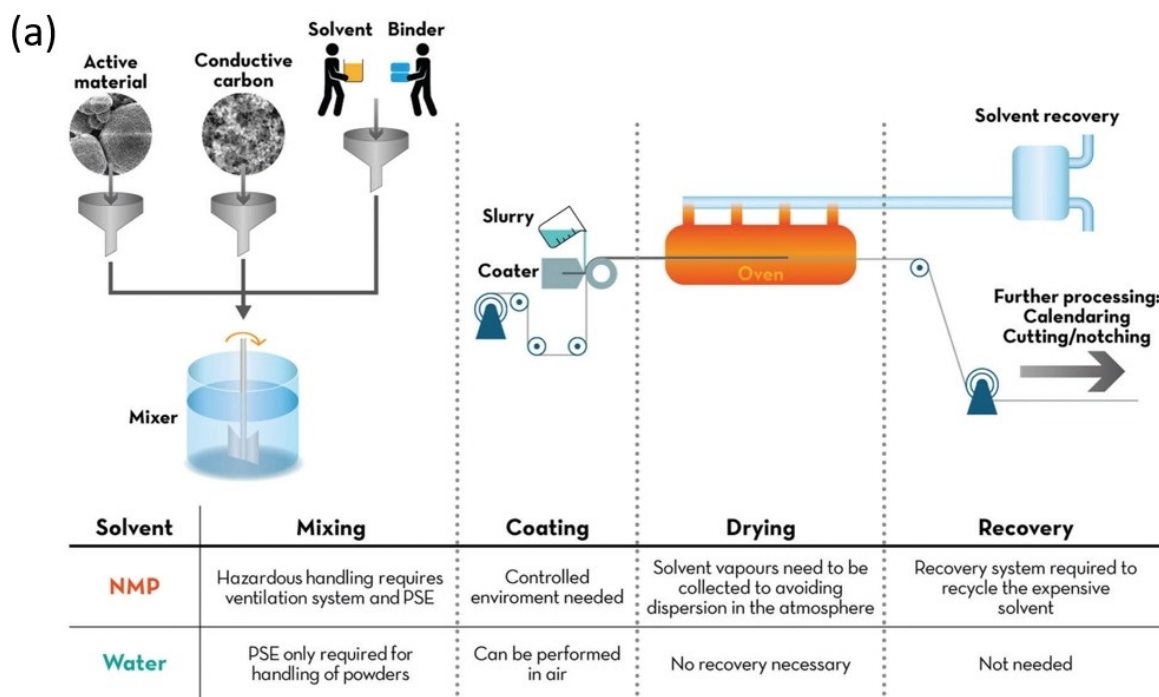 (a)
Active
material
Conductive
carbon
Solvent
Binder
Mixer
Slurry
Coater
Oven
Solvent recovery
Further processing:
Calendaring
Cutting/notching
Solvent Mixing Coating Drying Recovery
NMP
Hazardous handling requires
ventilation system and PSE
Controlled
enviroment needed
Solvent vapours need to be
collected to avoiding
dispersion in the atmosphere
Recovery system required to
recycle the expensive
solvent
Water
PSE only required for
handling of powders
Can be performed
in air
No recovery necessary
Not needed